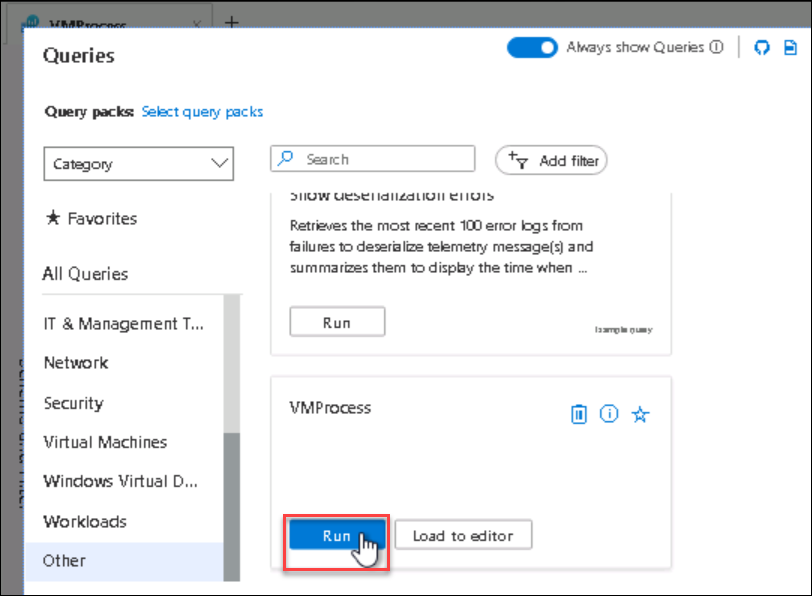 VMProcess
Queries
Always show Queries
Query packs: Select query packs
Category
Search
Add filter
Favorites
All Queries
IT & Management T...
Network
Security
Virtual Machines
Windows Virtual D...
Workloads
Other
Show deserialization errors
Retrieves the most recent 100 error logs from
failures to deserialize telemetry message(s) and
summarizes them to display the time when ...
Run
Example query
VMProcess
Run
Load to editor